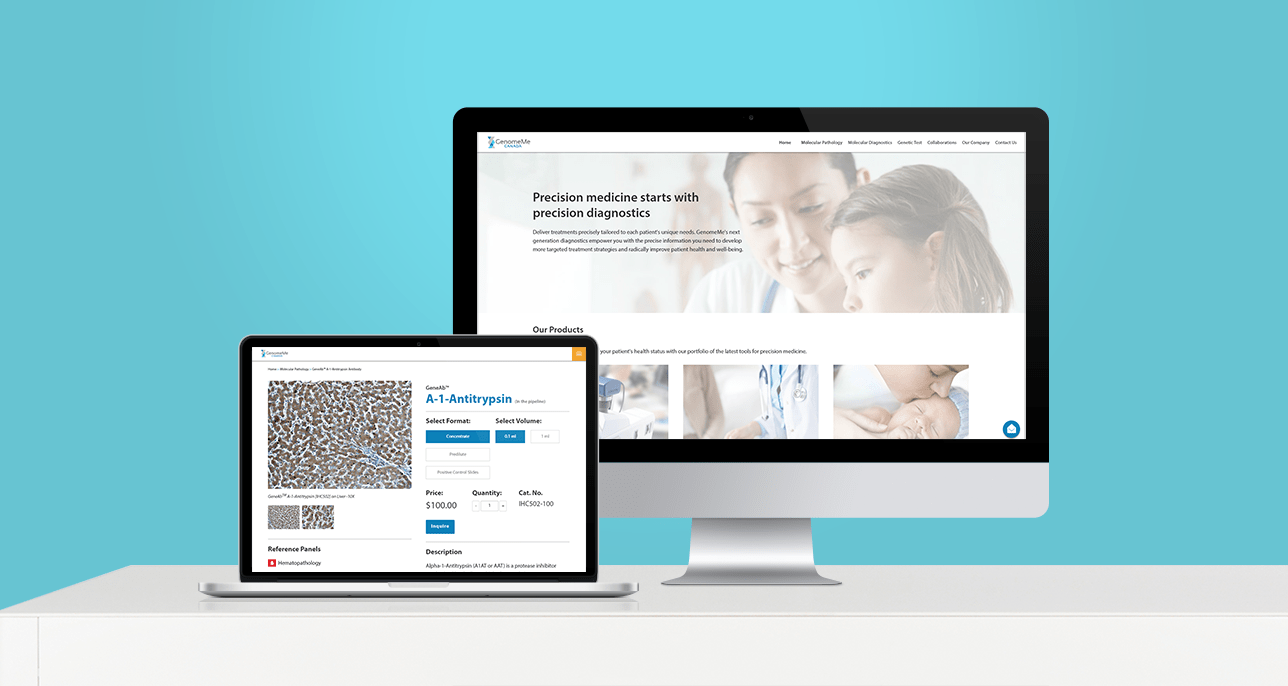 GenomeMe
CANADA
Home Molecular Pathology Molecular Diagnostics Genetic Test Collaborations Our Company Contact Us
Precision medicine starts with
precision diagnostics
Deliver treatments precisely tailored to each patient's unique needs. GenomeMe's next
generation diagnostics empower you with the precise information you need to develop
more targeted treatment strategies and radically improve patient health and well-being.
Our Products
your patient's health status with our portfolio of the latest tools for precision medicine.
GenomeMe
CANADA
Home » Molecular Pathology » GeneAb™ A-1-Antitrypsin Antibody
GeneAb™ A-1-Antitrypsin [IHC502] on Liver -10X
Reference Panels
Hematopathology
GeneAb™
A-1-Antitrypsin (in the pipeline)
Select Format: Select Volume:
Concentrate 0.1 ml 1 ml
Predilute
Positive Control Slides
Price: Quantity: Cat. No.
$100.00 - 1 + IHC502-100
Inquire
Description
Alpha-1-Antitrypsin (A1AT or AAT) is a protease inhibitor